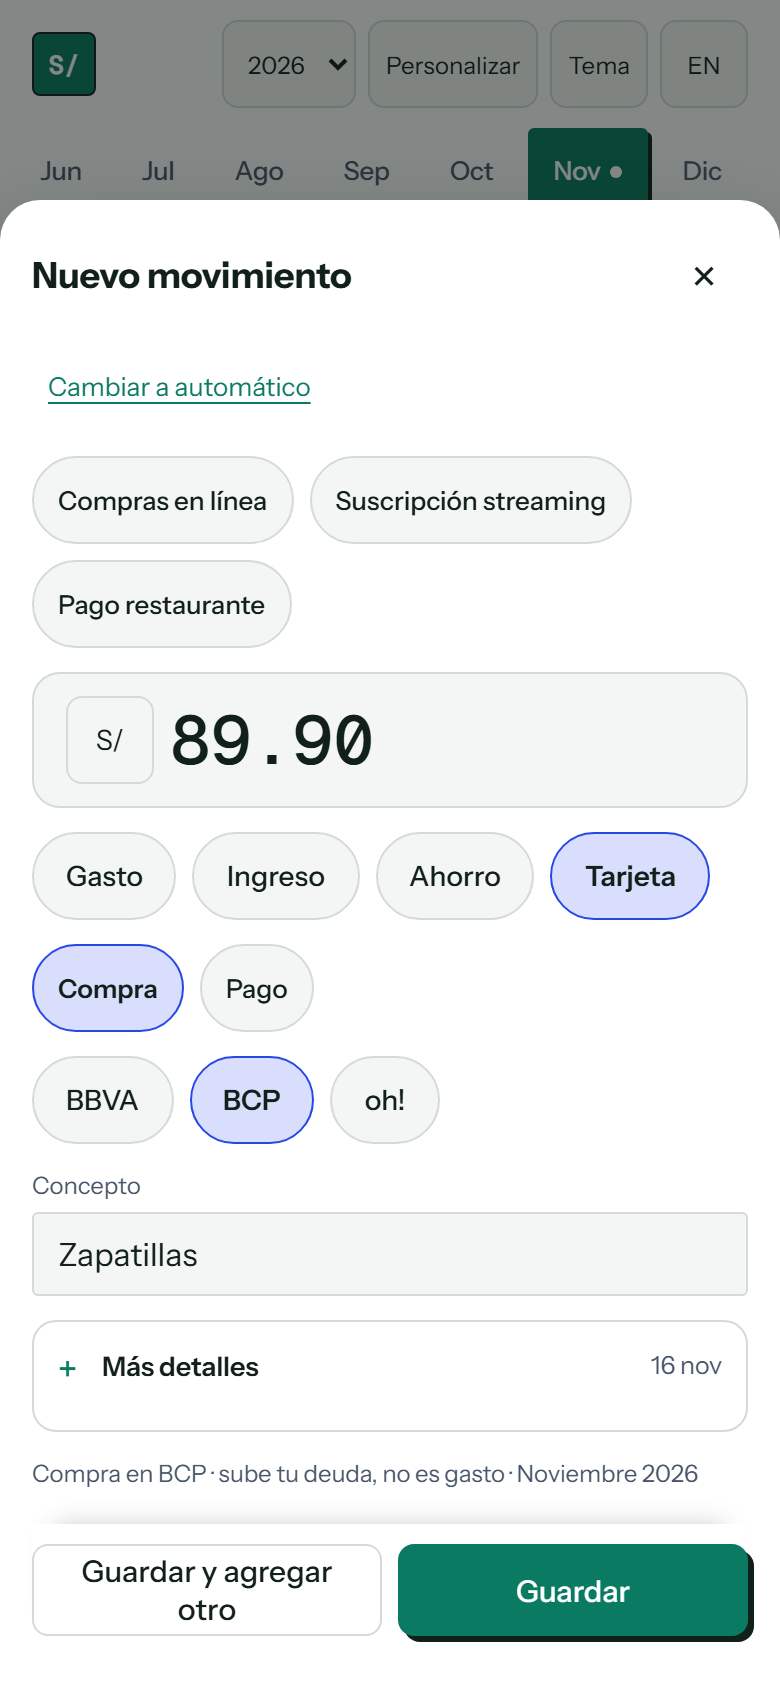 S/ 2026 Personalizar Tema EN
Jun Jul Ago Sep Oct Nov Dic
Nuevo movimiento ×
Cambiar a automático
Compras en línea Suscripción streaming
Pago restaurante
S/ 89.90
Gasto Ingreso Ahorro Tarjeta
Compra Pago
BBVA BCP oh!
Concepto
Zapatillas
+ Más detalles 16 nov
Compra en BCP · sube tu deuda, no es gasto · Noviembre 2026
Guardar y agregar
otro
Guardar